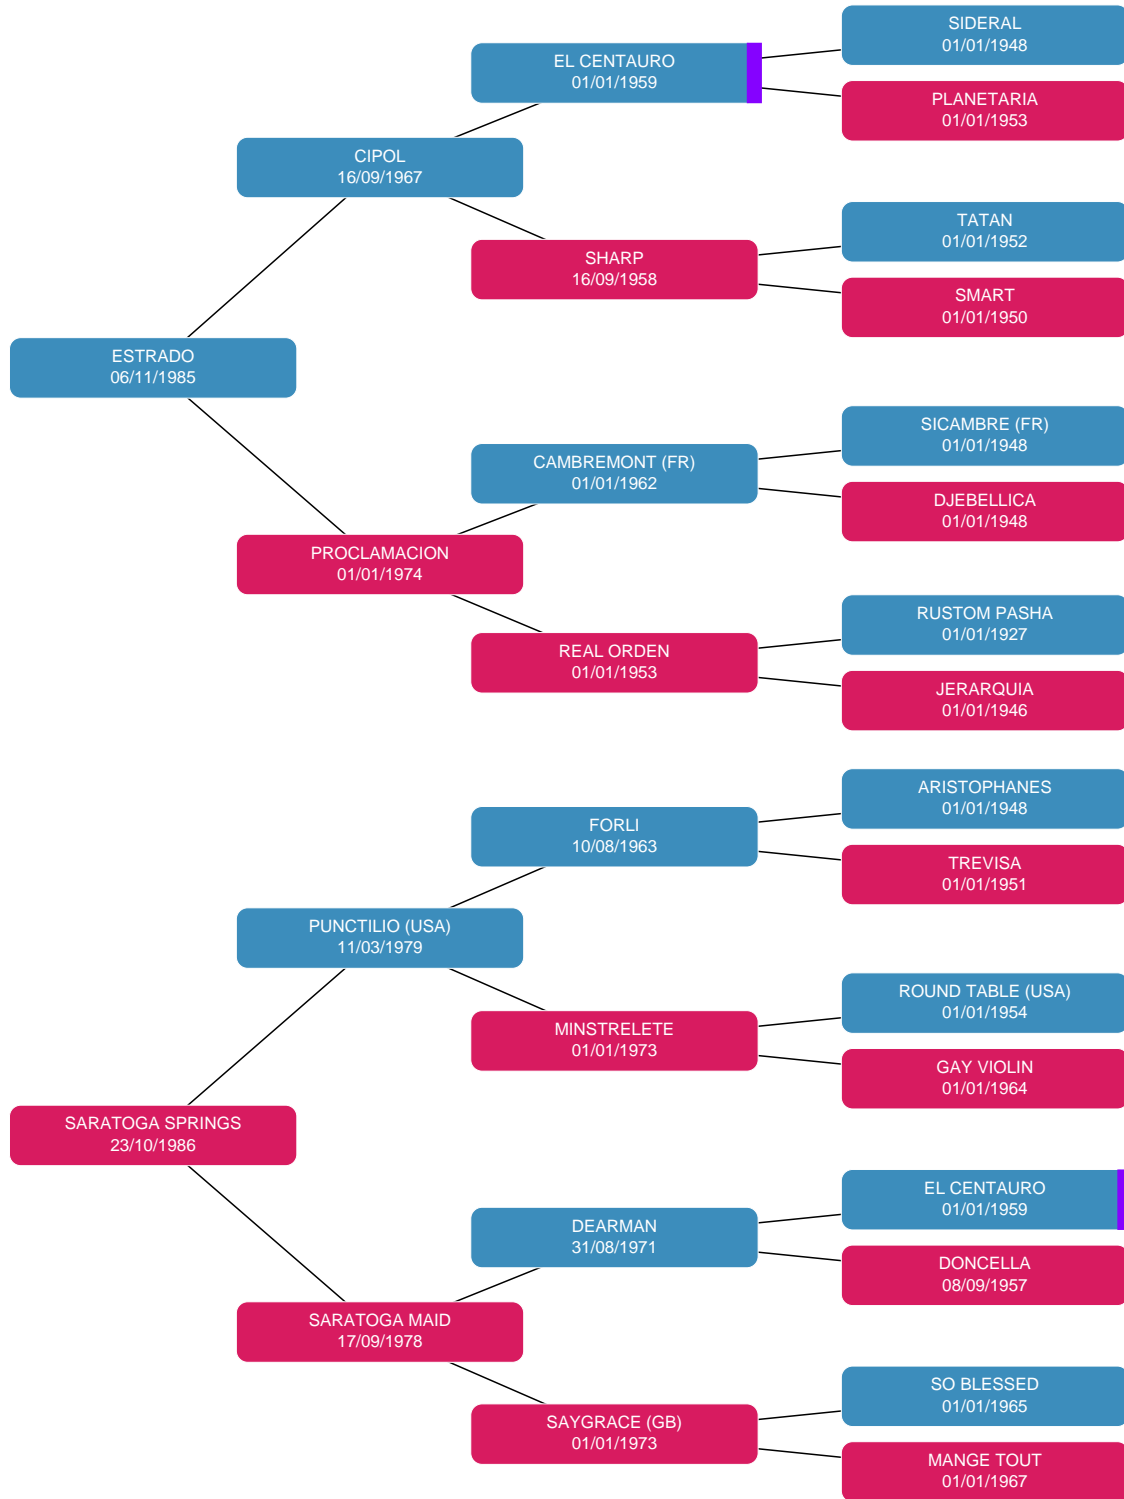 SIDERAL
01/01/1948
EL CENTAURO
01/01/1959
PLANETARIA
01/01/1953
CIPOL
16/09/1967
TATAN
01/01/1952
SHARP
16/09/1958
SMART
01/01/1950
ESTRADO
06/11/1985
SICAMBRE (FR)
01/01/1948
CAMBREMONT (FR)
01/01/1962
DJEBELLICA
01/01/1948
PROCLAMACION
01/01/1974
RUSTOM PASHA
01/01/1927
REAL ORDEN
01/01/1953
JERARQUIA
01/01/1946
ARISTOPHANES
01/01/1948
FORLI
10/08/1963
TREVISA
01/01/1951
PUNCTILIO (USA)
11/03/1979
ROUND TABLE (USA)
01/01/1954
MINSTRELETE
01/01/1973
GAY VIOLIN
01/01/1964
SARATOGA SPRINGS
23/10/1986
EL CENTAURO
01/01/1959
DEARMAN
31/08/1971
DONCELLA
08/09/1957
SARATOGA MAID
17/09/1978
SO BLESSED
01/01/1965
SAYGRACE (GB)
01/01/1973
MANGE TOUT
01/01/1967